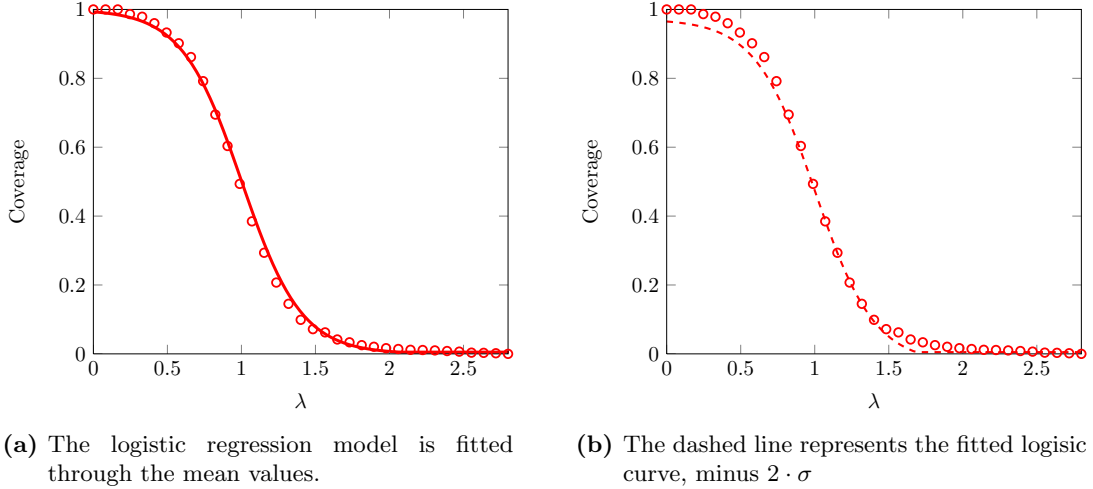 1
0.8
0.6
0.4
0.2
0
Coverage
0 0.5 1 1.5 2 2.5
λ
(a) The logistic regression model is fitted
through the mean values.
1
0.8
0.6
0.4
0.2
0
Coverage
0 0.5 1 1.5 2 2.5
λ
(b) The dashed line represents the fitted logisic
curve, minus 2 · σ